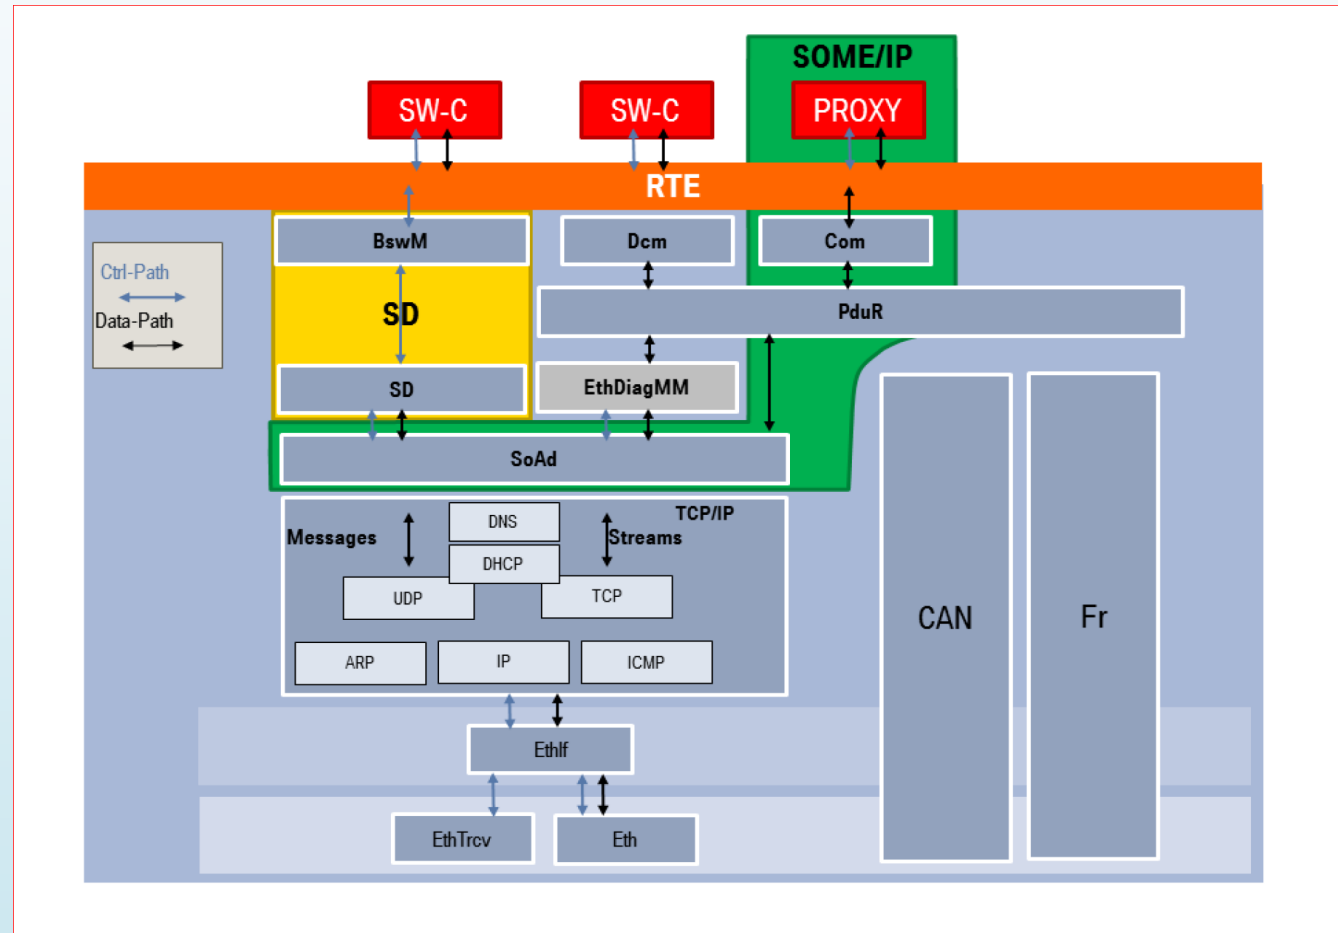 SOME/IP
SW-C
SW-C
PROXY
RTE
BswM
Dcm
Com
Ctrl-Path
Data-Path
SD
PduR
SD
EthDiagMM
SoAd
TCP/IP
DNS
Messages
Streams
DHCP
UDP
TCP
ARP
IP
ICMP
CAN
Fr
EthIf
EthTrcv
Eth